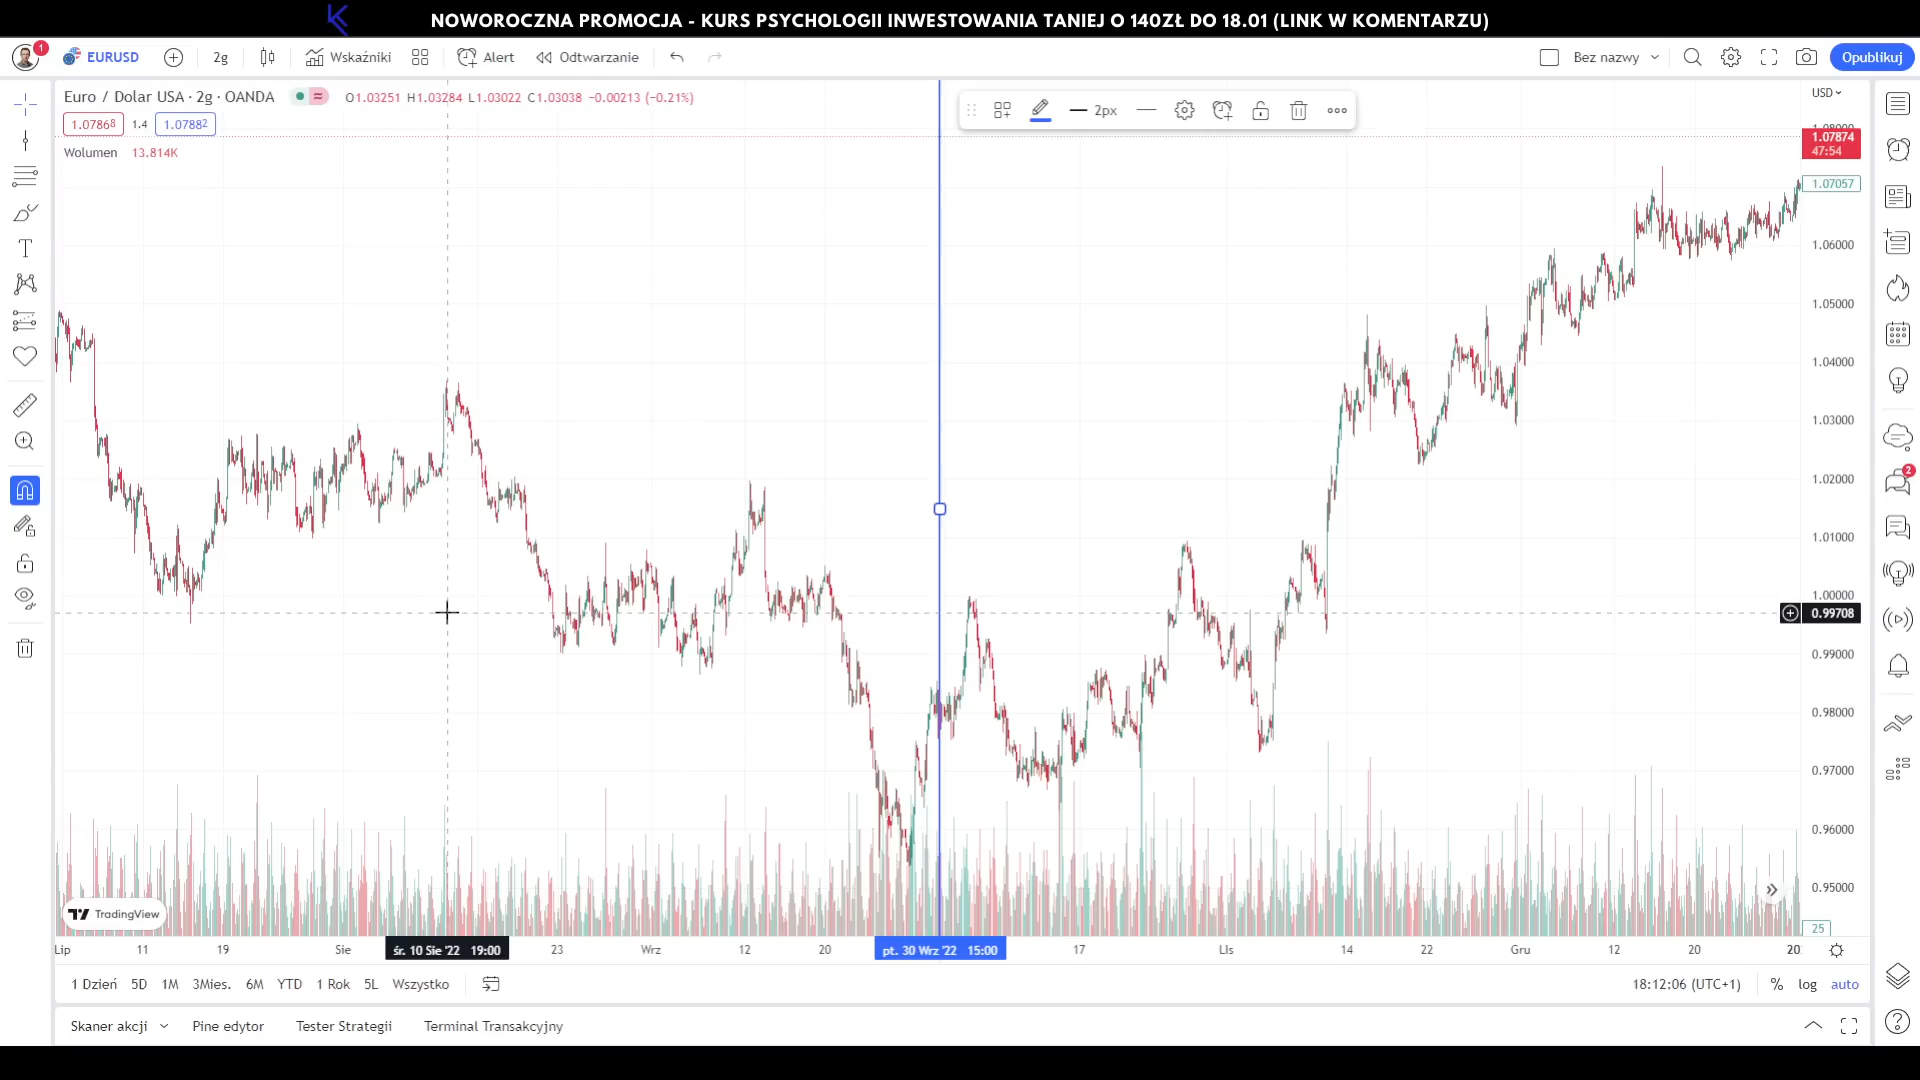 NOWOROCZNA PROMOCJA - KURS PSYCHOLOGII INWESTOWANIA TANIEJ O 140ZŁ DO 18.01 (LINK W KOMENTARZU)
1 EURUSD 2g Wskaźniki Alert Odtwarzanie Bez nazwy Opublikuj
Euro / Dolar USA · 2g · OANDA O1.03251 H1.03284 L1.03022 C1.03038 −0.00213 (−0.21%)
USD
2px
1.07868 1.4 1.07882
1.08000
1.07874
47:54
Wolumen 13.814K
1.07057
1.06000
1.05000
1.04000
1.03000
1.02000
1.01000
1.00000
0.99708
0.99000
0.98000
0.97000
0.96000
0.95000
2
TradingView
25
Lip 11 19 Sie śr. 10 Sie '22 19:00 23 Wrz 12 20 pt. 30 Wrz '22 15:00 17 Lis 14 22 Gru 12 20 20
1 Dzień 5D 1M 3Mies. 6M YTD 1 Rok 5L Wszystko 18:12:06 (UTC+1) % log auto
Skaner akcji Pine edytor Tester Strategii Terminal Transakcyjny